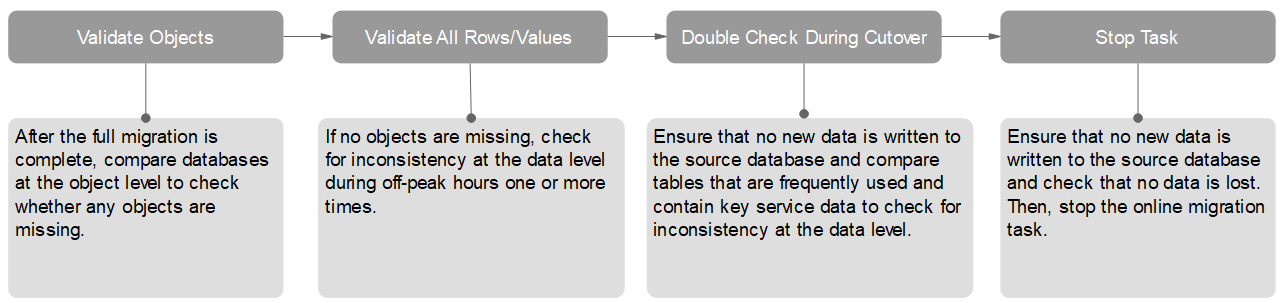 Validate Objects
Validate All Rows/Values
Double Check During Cutover
Stop Task
After the full migration is
complete, compare databases
at the object level to check
whether any objects are
missing.
If no objects are missing, check
for inconsistency at the data level
during off-peak hours one or more
times.
Ensure that no new data is written to
the source database and compare
tables that are frequently used and
contain key service data to check for
inconsistency at the data level.
Ensure that no new data is
written to the source database
and check that no data is lost.
Then, stop the online migration
task.